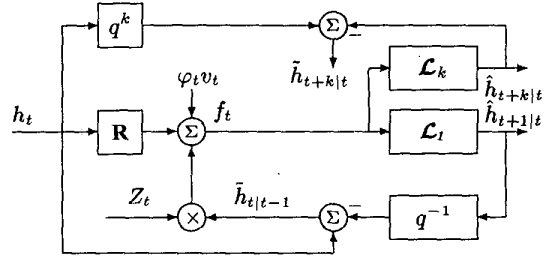 q^k
Σ
−
h̃_{t+k|t}
𝓛_k
φ_t v_t
ĥ_{t+k|t}
h_t
R
Σ
f_t
𝓛_1
ĥ_{t+1|t}
Z_t
×
h̃_{t|t−1}
Σ
−
q^{−1}